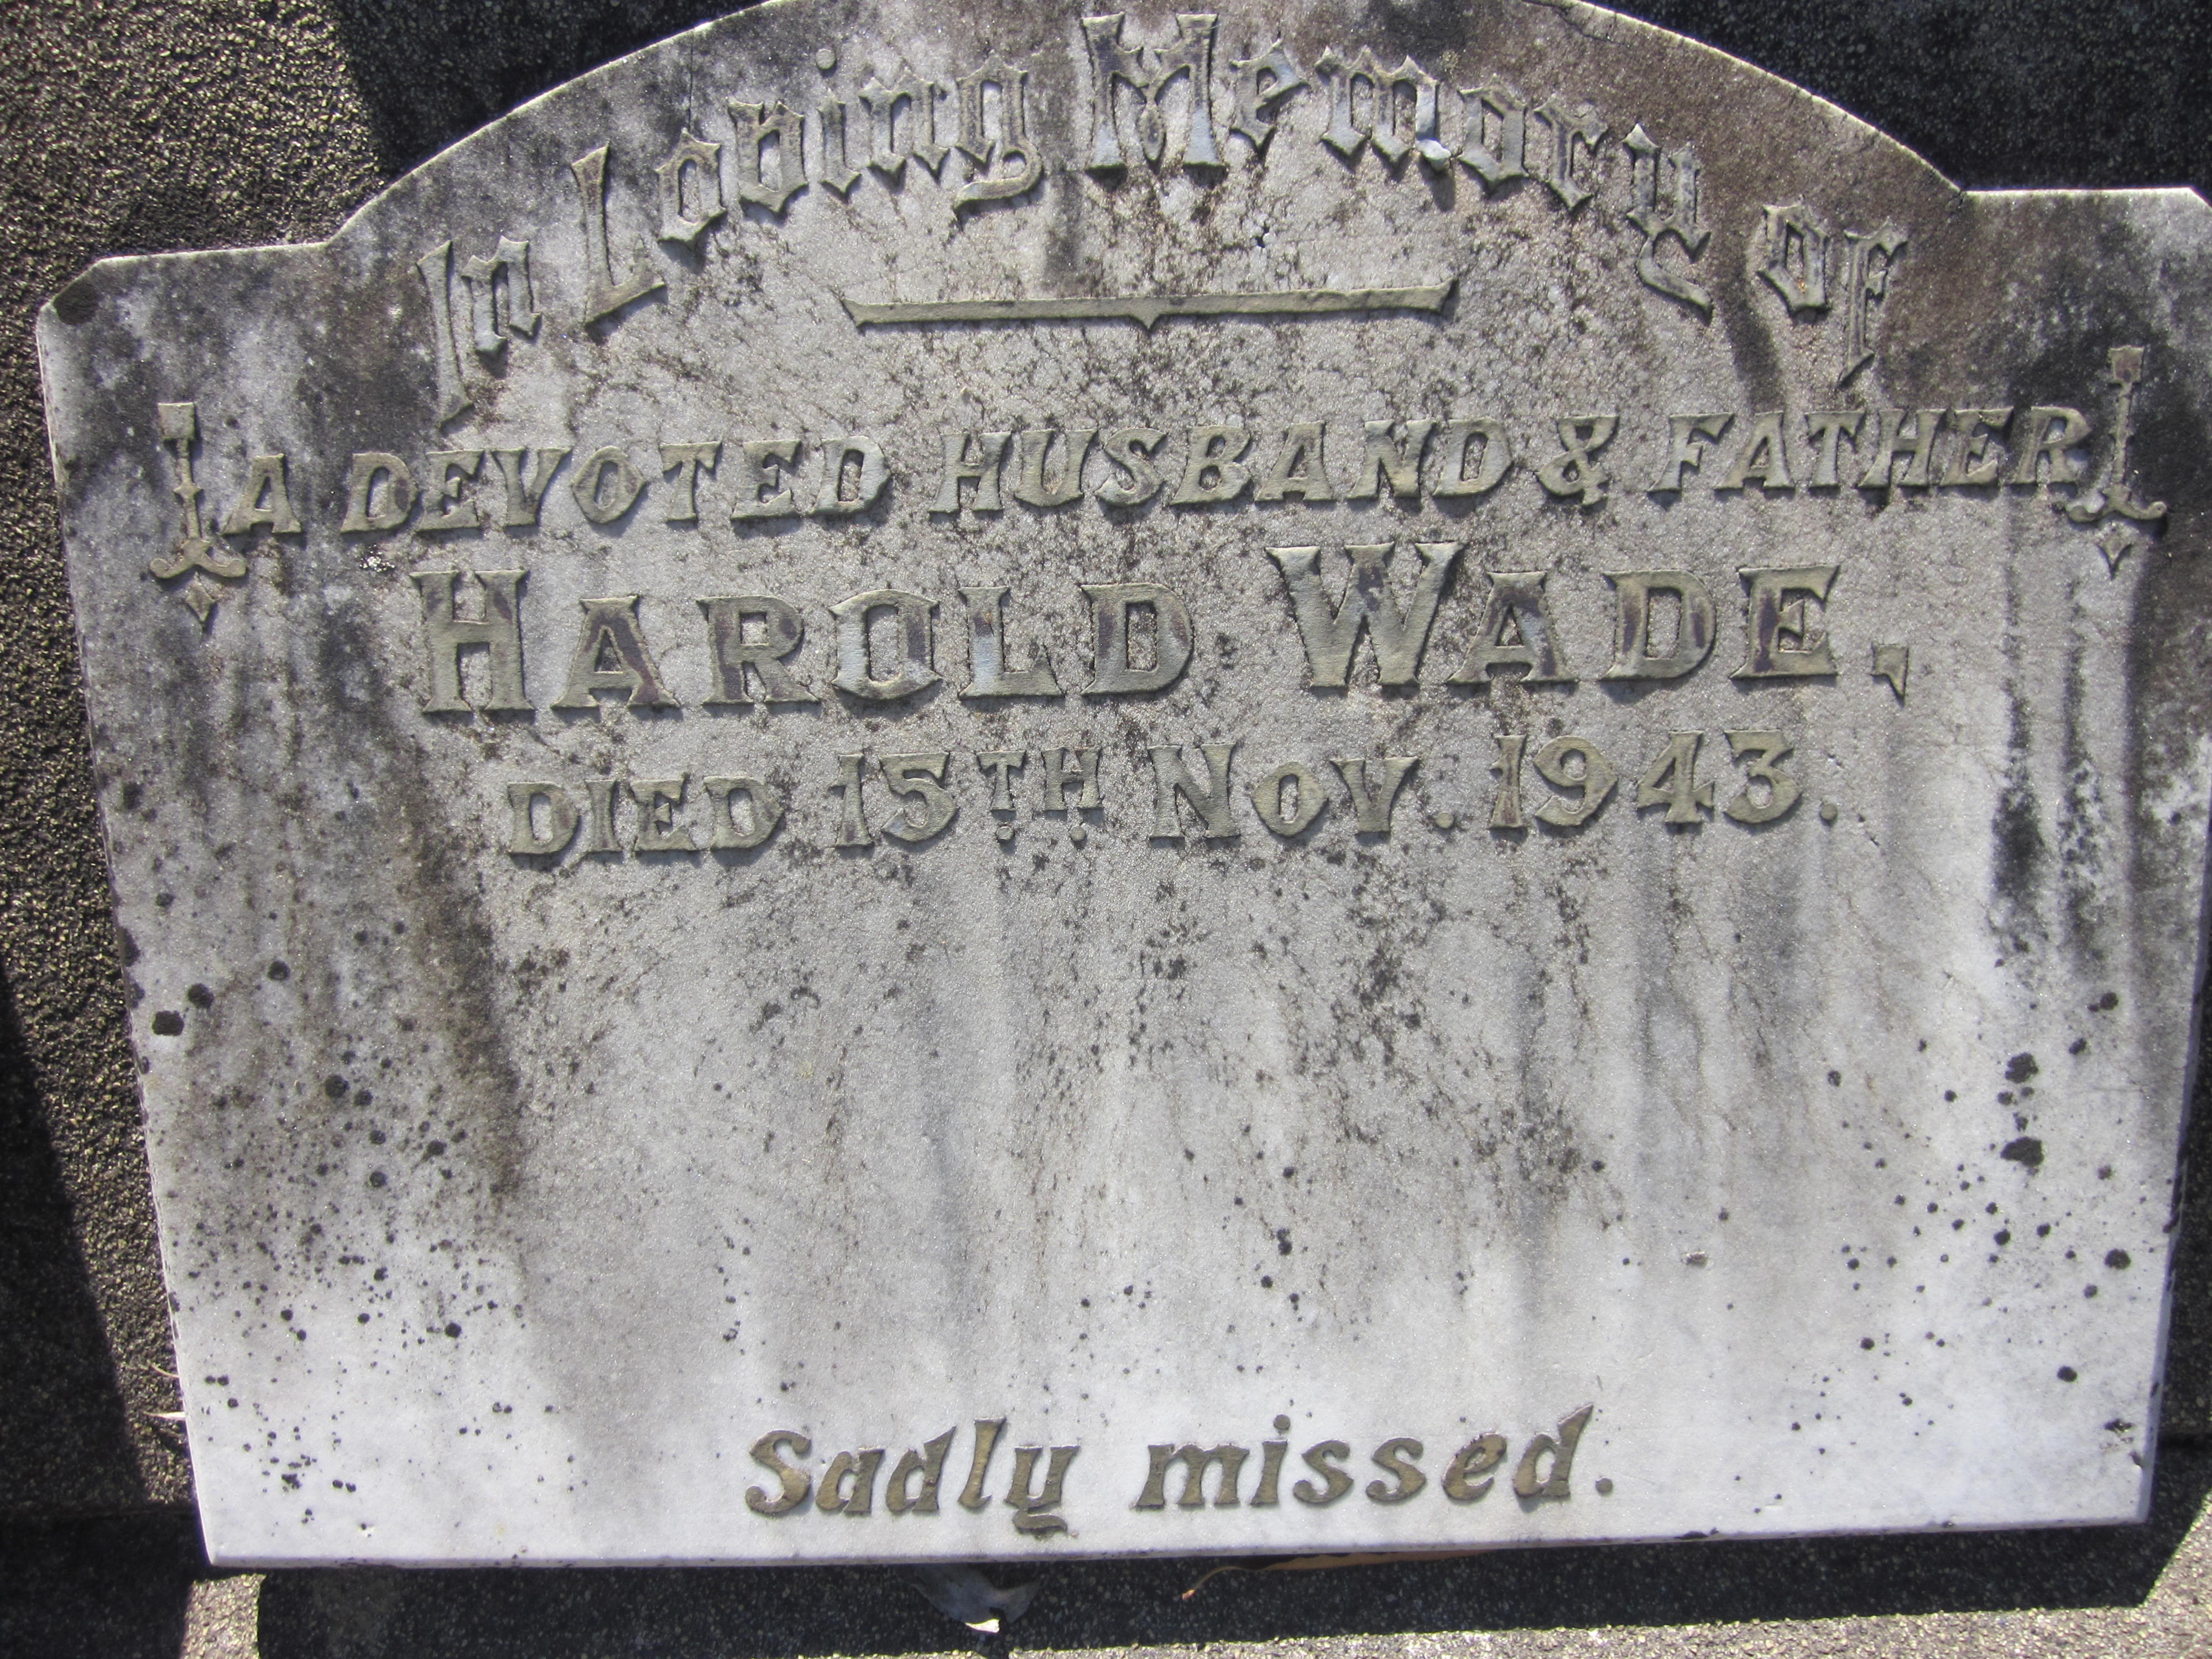 In Loving Memory of
A DEVOTED HUSBAND & FATHER
HAROLD WADE,
DIED 15TH NOV. 1943.
Sadly missed.